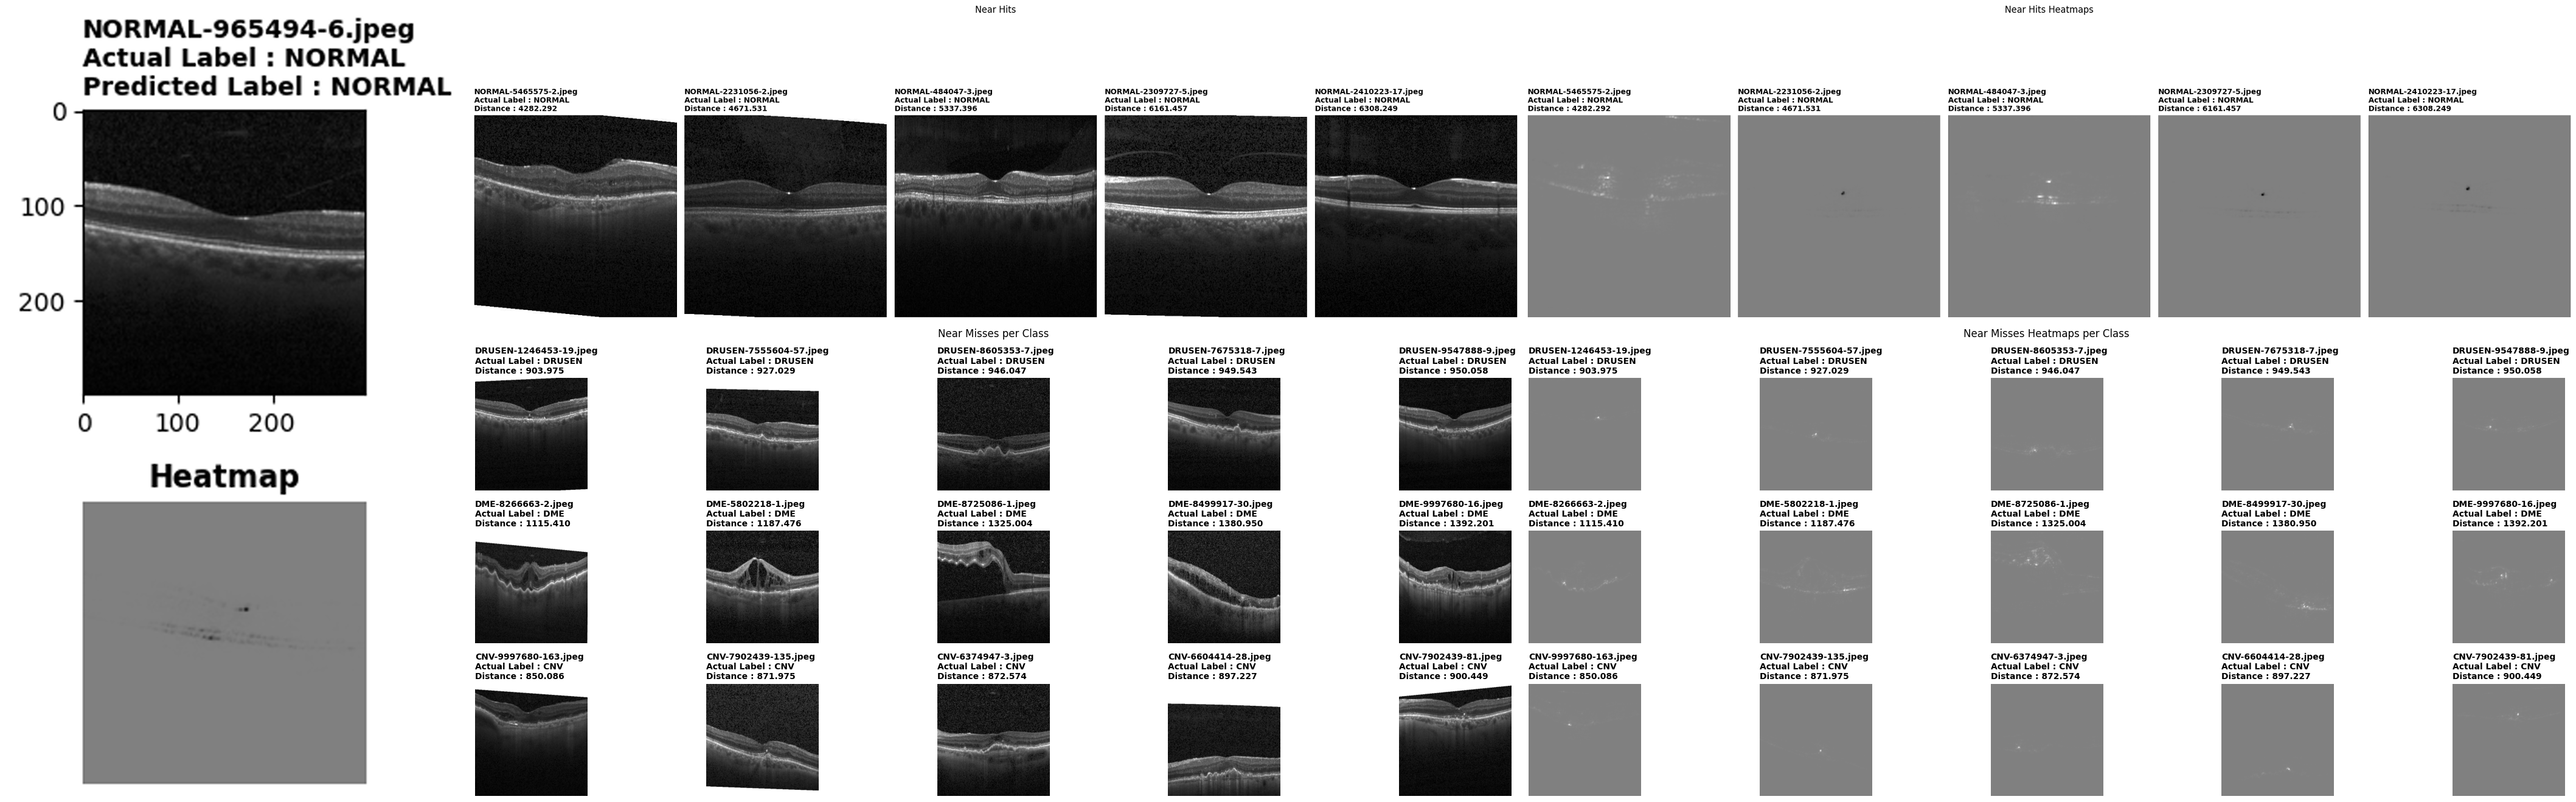 NORMAL-965494-6.jpeg
Actual Label : NORMAL
Predicted Label : NORMAL
0
100
200
0
100
200
Heatmap
Near Hits
NORMAL-5465575-2.jpeg
Actual Label : NORMAL
Distance : 4282.292
NORMAL-2231056-2.jpeg
Actual Label : NORMAL
Distance : 4671.531
NORMAL-484047-3.jpeg
Actual Label : NORMAL
Distance : 5337.396
NORMAL-2309727-5.jpeg
Actual Label : NORMAL
Distance : 6161.457
NORMAL-2410223-17.jpeg
Actual Label : NORMAL
Distance : 6308.249
Near Hits Heatmaps
NORMAL-5465575-2.jpeg
Actual Label : NORMAL
Distance : 4282.292
NORMAL-2231056-2.jpeg
Actual Label : NORMAL
Distance : 4671.531
NORMAL-484047-3.jpeg
Actual Label : NORMAL
Distance : 5337.396
NORMAL-2309727-5.jpeg
Actual Label : NORMAL
Distance : 6161.457
NORMAL-2410223-17.jpeg
Actual Label : NORMAL
Distance : 6308.249
Near Misses per Class
DRUSEN-1246453-19.jpeg
Actual Label : DRUSEN
Distance : 903.975
DRUSEN-7555604-57.jpeg
Actual Label : DRUSEN
Distance : 927.029
DRUSEN-8605353-7.jpeg
Actual Label : DRUSEN
Distance : 946.047
DRUSEN-7675318-7.jpeg
Actual Label : DRUSEN
Distance : 949.543
DRUSEN-9547888-9.jpeg
Actual Label : DRUSEN
Distance : 950.058
DME-8266663-2.jpeg
Actual Label : DME
Distance : 1115.410
DME-5802218-1.jpeg
Actual Label : DME
Distance : 1187.476
DME-8725086-1.jpeg
Actual Label : DME
Distance : 1325.004
DME-8499917-30.jpeg
Actual Label : DME
Distance : 1380.950
DME-9997680-16.jpeg
Actual Label : DME
Distance : 1392.201
CNV-9997680-163.jpeg
Actual Label : CNV
Distance : 850.086
CNV-7902439-135.jpeg
Actual Label : CNV
Distance : 871.975
CNV-6374947-3.jpeg
Actual Label : CNV
Distance : 872.574
CNV-6604414-28.jpeg
Actual Label : CNV
Distance : 897.227
CNV-7902439-81.jpeg
Actual Label : CNV
Distance : 900.449
Near Misses Heatmaps per Class
DRUSEN-1246453-19.jpeg
Actual Label : DRUSEN
Distance : 903.975
DRUSEN-7555604-57.jpeg
Actual Label : DRUSEN
Distance : 927.029
DRUSEN-8605353-7.jpeg
Actual Label : DRUSEN
Distance : 946.047
DRUSEN-7675318-7.jpeg
Actual Label : DRUSEN
Distance : 949.543
DRUSEN-9547888-9.jpeg
Actual Label : DRUSEN
Distance : 950.058
DME-8266663-2.jpeg
Actual Label : DME
Distance : 1115.410
DME-5802218-1.jpeg
Actual Label : DME
Distance : 1187.476
DME-8725086-1.jpeg
Actual Label : DME
Distance : 1325.004
DME-8499917-30.jpeg
Actual Label : DME
Distance : 1380.950
DME-9997680-16.jpeg
Actual Label : DME
Distance : 1392.201
CNV-9997680-163.jpeg
Actual Label : CNV
Distance : 850.086
CNV-7902439-135.jpeg
Actual Label : CNV
Distance : 871.975
CNV-6374947-3.jpeg
Actual Label : CNV
Distance : 872.574
CNV-6604414-28.jpeg
Actual Label : CNV
Distance : 897.227
CNV-7902439-81.jpeg
Actual Label : CNV
Distance : 900.449